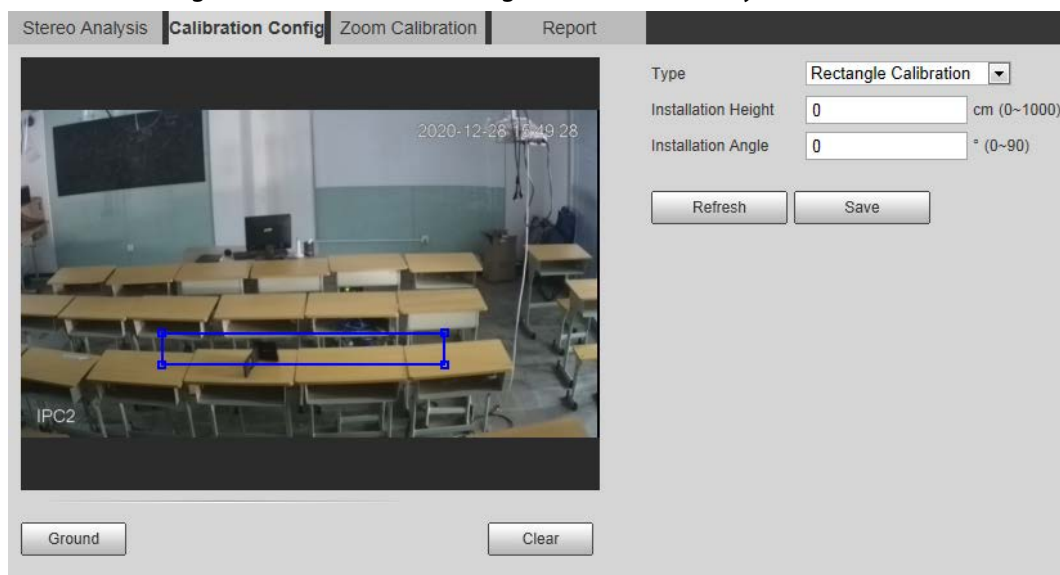 Stereo Analysis Calibration Config Zoom Calibration Report
Type Rectangle Calibration
Installation Height 0 cm (0~1000)
Installation Angle 0 ° (0~90)
Refresh Save
2020-12-28
IPC2
Ground Clear